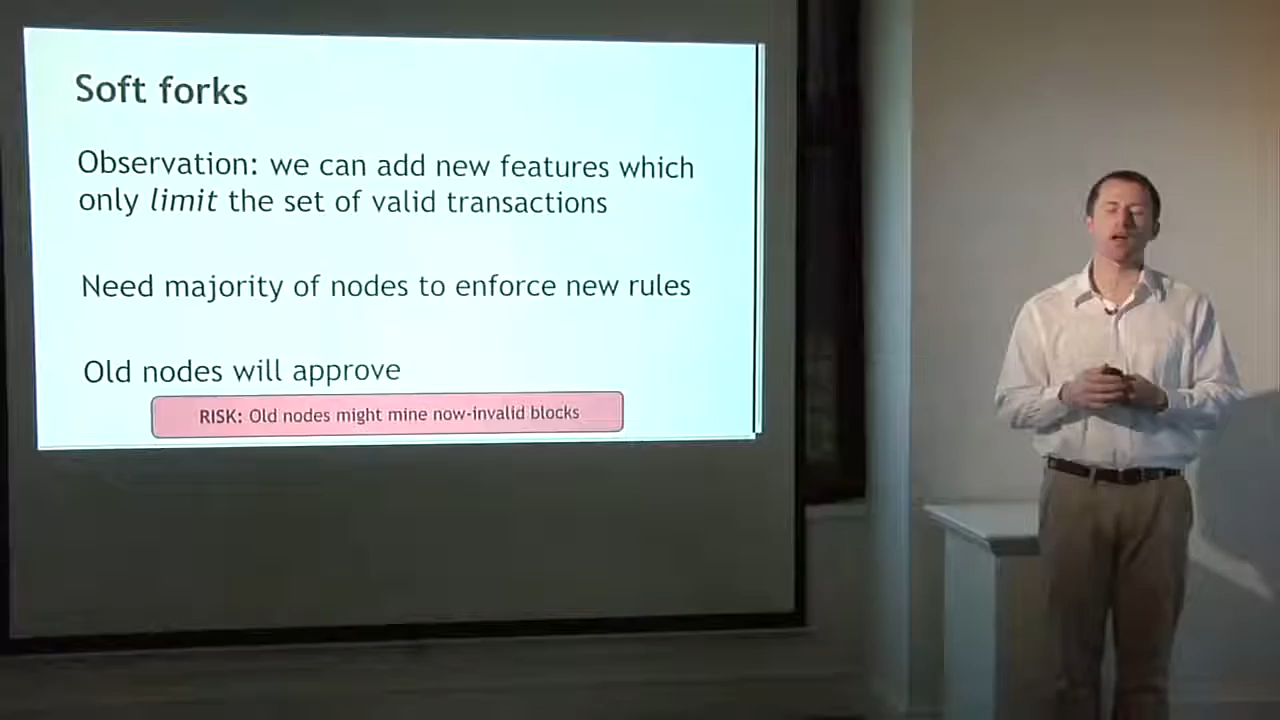 Soft forks
Observation: we can add new features which
only limit the set of valid transactions
Need majority of nodes to enforce new rules
Old nodes will approve
RISK: Old nodes might mine now-invalid blocks